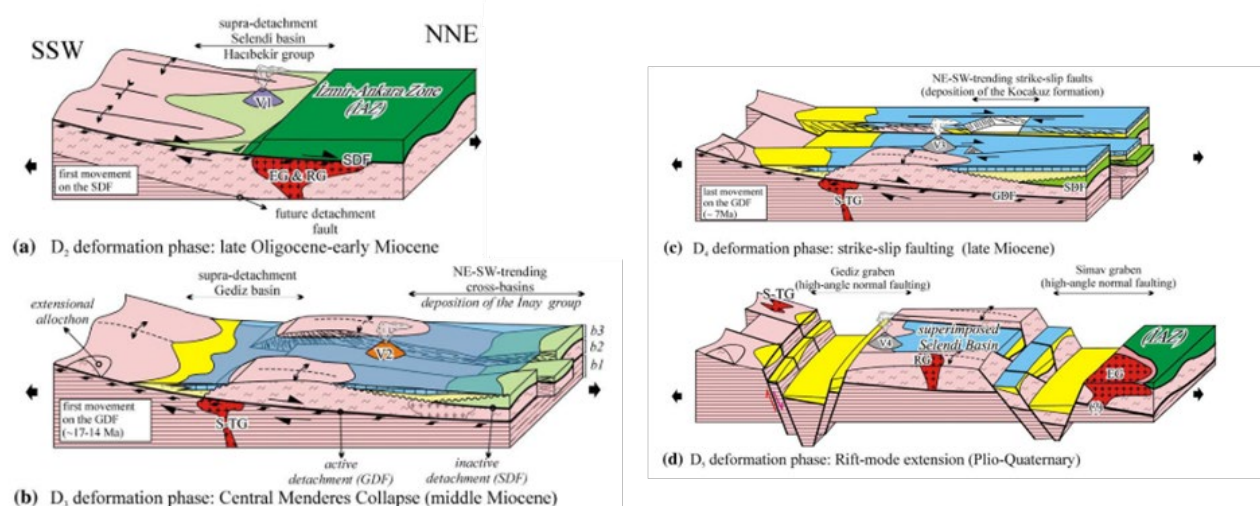 SSW
supra-detachment
Selendi basin
Hacıbekir group
NNE
V1
İzmir-Ankara Zone
(İAZ)
SDF
EG & RG
first movement
on the SDF
future detachment
fault
(a) D₂ deformation phase: late Oligocene-early Miocene
supra-detachment
Gediz basin
NE-SW-trending
cross-basins
deposition of the Inay group
extensional
allocthon
b3
b2
b1
V2
first movement
on the GDF
(~17-14 Ma)
S-TG
active
detachment (GDF)
inactive
detachment (SDF)
(b) D₃ deformation phase: Central Menderes Collapse (middle Miocene)
NE-SW-trending strike-slip faults
(deposition of the Kocakuz formation)
V3
SDF
GDF
S-TG
last movement
on the GDF
(~ 7Ma)
(c) D₄ deformation phase: strike-slip faulting (late Miocene)
Gediz graben
(high-angle normal faulting)
Simav graben
(high-angle normal faulting)
S-TG
V4
superimposed
Selendi Basin
RG
(İAZ)
EG
(d) D₅ deformation phase: Rift-mode extension (Plio-Quaternary)